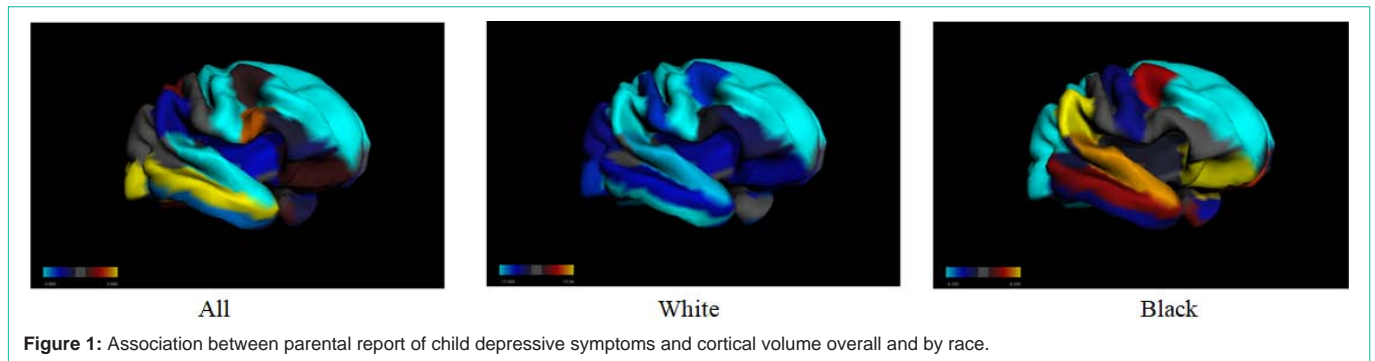 All
White
Black
Figure 1: Association between parental report of child depressive symptoms and cortical volume overall and by race.